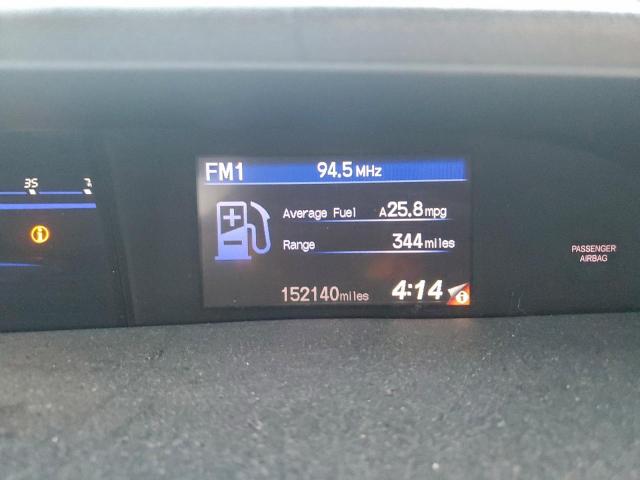 FM1 94.5 MHz
35
Average Fuel A25.8 mpg
Range 344 miles
PASSENGER
AIRBAG
152140 miles 4:14